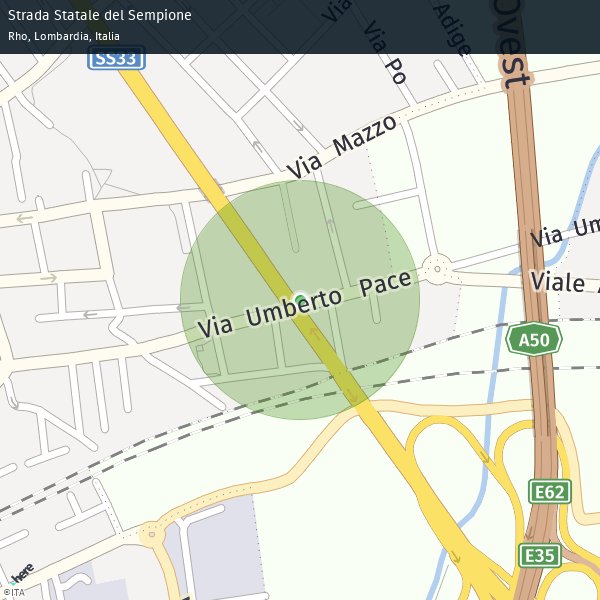 Strada Statale del Sempione
Rho, Lombardia, Italia
SS33
Via
Via Po
Adige
Ovest
Via Mazzo
Via Um
Via Umberto Pace
Viale A
A50
E62
E35
here
©ITA